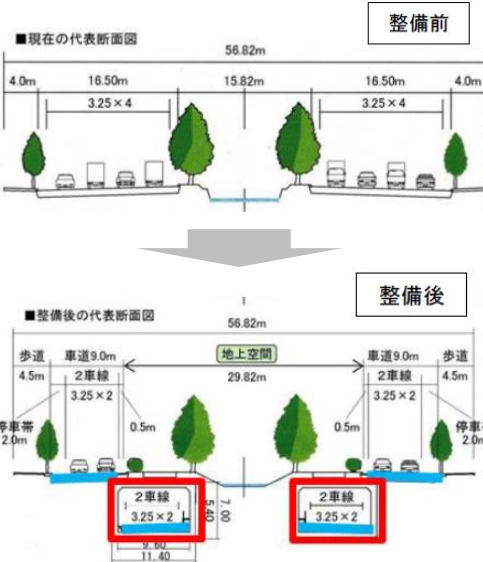 整備前
■現在の代表断面図
56.82m
4.0m 16.50m 15.82m 16.50m 4.0m
3.25×4 3.25×4
整備後
■整備後の代表断面図
56.82m
歩道 車道9.0m 地上空間 車道9.0m 歩道
4.5m 2車線 29.82m 2車線 4.5m
3.25×2 3.25×2
停車帯 0.5m 0.5m 停車
2.0m 2.0m
2車線 2車線
3.25×2 3.25×2
5.40 7.00
9.60
11.40